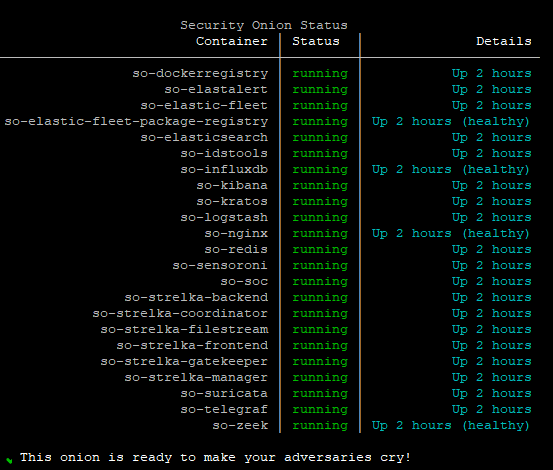 Security Onion Status
Container Status Details
so-dockerregistry running Up 2 hours
so-elastalert running Up 2 hours
so-elastic-fleet running Up 2 hours
so-elastic-fleet-package-registry running Up 2 hours (healthy)
so-elasticsearch running Up 2 hours
so-idstools running Up 2 hours
so-influxdb running Up 2 hours (healthy)
so-kibana running Up 2 hours
so-kratos running Up 2 hours
so-logstash running Up 2 hours
so-nginx running Up 2 hours (healthy)
so-redis running Up 2 hours
so-sensoroni running Up 2 hours
so-soc running Up 2 hours
so-strelka-backend running Up 2 hours
so-strelka-coordinator running Up 2 hours
so-strelka-filestream running Up 2 hours
so-strelka-frontend running Up 2 hours
so-strelka-gatekeeper running Up 2 hours
so-strelka-manager running Up 2 hours
so-suricata running Up 2 hours
so-telegraf running Up 2 hours
so-zeek running Up 2 hours (healthy)
This onion is ready to make your adversaries cry!